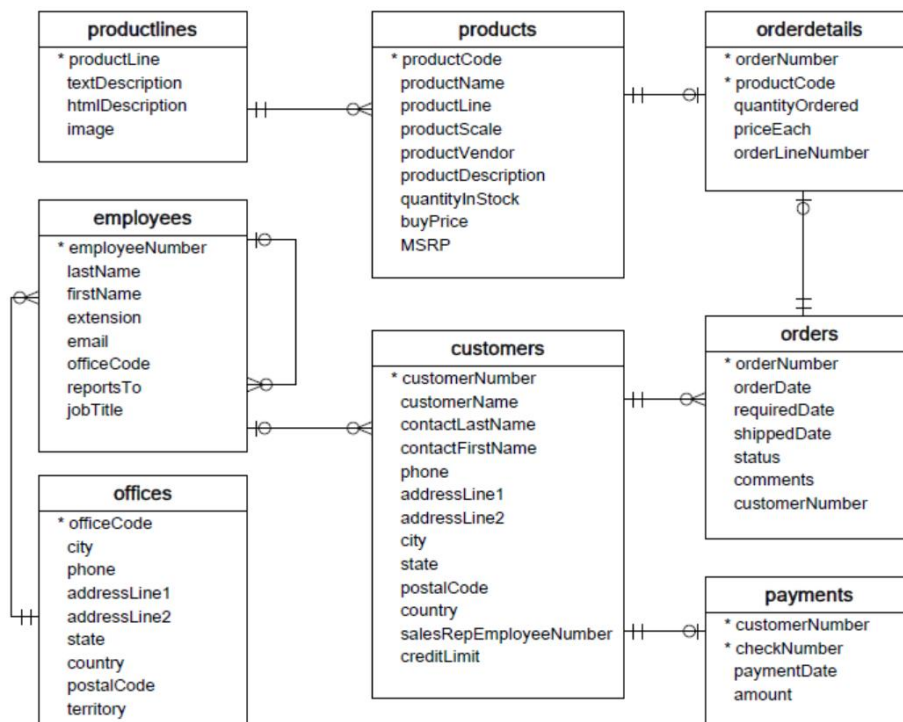 productlines
* productLine
textDescription
htmlDescription
image
products
* productCode
productName
productLine
productScale
productVendor
productDescription
quantityInStock
buyPrice
MSRP
orderdetails
* orderNumber
* productCode
quantityOrdered
priceEach
orderLineNumber
employees
* employeeNumber
lastName
firstName
extension
email
officeCode
reportsTo
jobTitle
customers
* customerNumber
customerName
contactLastName
contactFirstName
phone
addressLine1
addressLine2
city
state
postalCode
country
salesRepEmployeeNumber
creditLimit
orders
* orderNumber
orderDate
requiredDate
shippedDate
status
comments
customerNumber
offices
* officeCode
city
phone
addressLine1
addressLine2
state
country
postalCode
territory
payments
* customerNumber
* checkNumber
paymentDate
amount